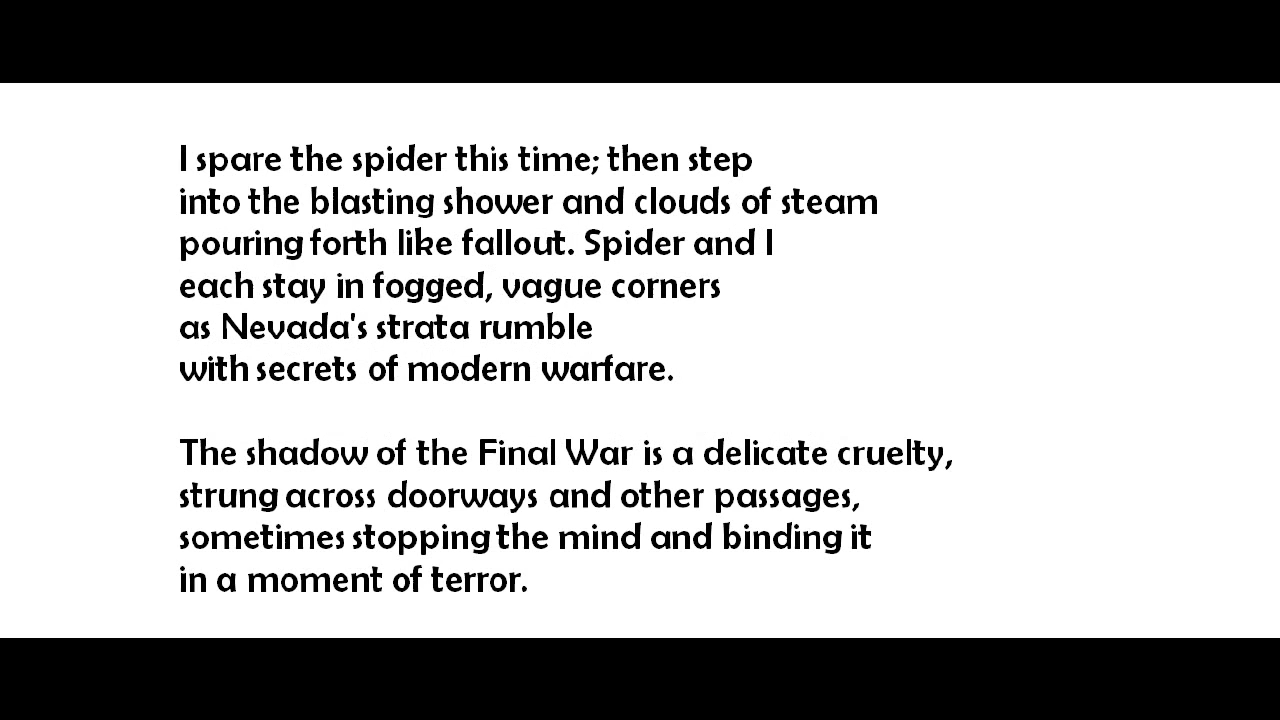 I spare the spider this time; then step
into the blasting shower and clouds of steam
pouring forth like fallout. Spider and I
each stay in fogged, vague corners
as Nevada's strata rumble
with secrets of modern warfare.
The shadow of the Final War is a delicate cruelty,
strung across doorways and other passages,
sometimes stopping the mind and binding it
in a moment of terror.